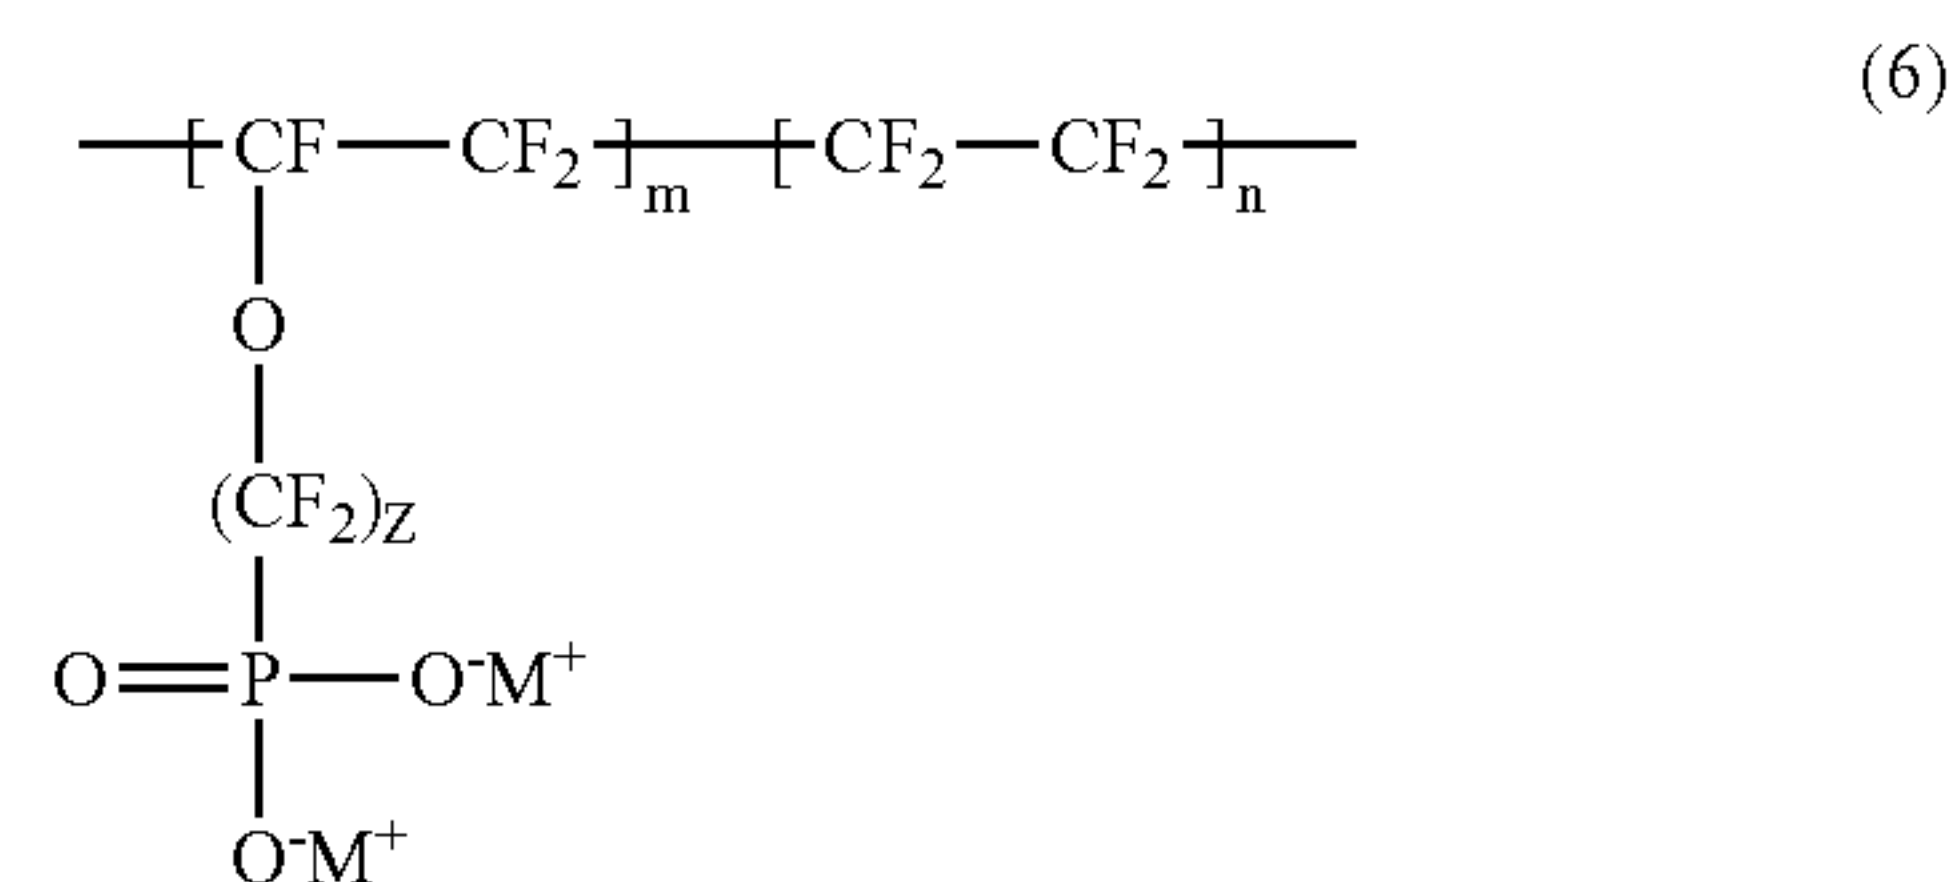 (6)
—[CF—CF₂]ₘ—[CF₂—CF₂]ₙ—
O
(CF₂)Z
O=P—O⁻M⁺
O⁻M⁺